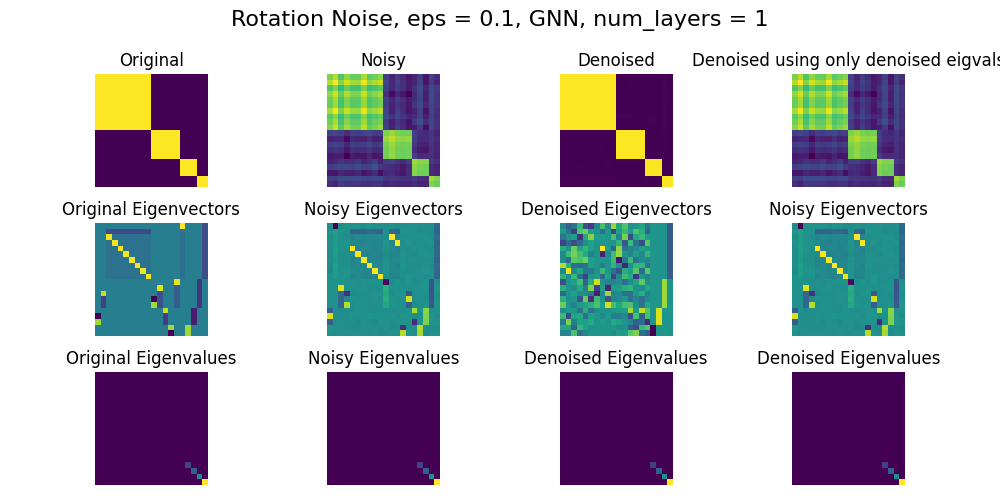 Rotation Noise, eps = 0.1, GNN, num_layers = 1
Original Noisy Denoised Denoised using only denoised eigvals
Original Eigenvectors Noisy Eigenvectors Denoised Eigenvectors Noisy Eigenvectors
Original Eigenvalues Noisy Eigenvalues Denoised Eigenvalues Denoised Eigenvalues